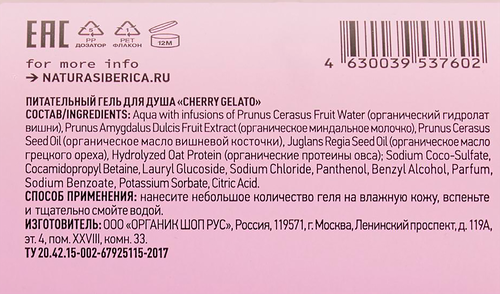 EAC 5 PP ДОЗАТОР 1 PET ФЛАКОН 12M
for more info
→ NATURASIBERICA.RU
4 630039 537602
ПИТАТЕЛЬНЫЙ ГЕЛЬ ДЛЯ ДУША «CHERRY GELATO»
СОСТАВ/INGREDIENTS: Aqua with infusions of Prunus Cerasus Fruit Water (органический гидролат
вишни), Prunus Amygdalus Dulcis Fruit Extract (органическое миндальное молочко), Prunus Cerasus
Seed Oil (органическое масло вишневой косточки), Juglans Regia Seed Oil (органическое масло
грецкого ореха), Hydrolyzed Oat Protein (органические протеины овса); Sodium Coco-Sulfate,
Cocamidopropyl Betaine, Lauryl Glucoside, Sodium Chloride, Panthenol, Benzyl Alcohol, Parfum,
Sodium Benzoate, Potassium Sorbate, Citric Acid.
СПОСОБ ПРИМЕНЕНИЯ: нанесите небольшое количество геля на влажную кожу, вспеньте
и тщательно смойте водой.
ИЗГОТОВИТЕЛЬ: ООО «ОРГАНИК ШОП РУС», Россия, 119571, г. Москва, Ленинский проспект, д. 119А,
эт. 4, пом. XXVIII, комн. 33.
ТУ 20.42.15-002-67925115-2017